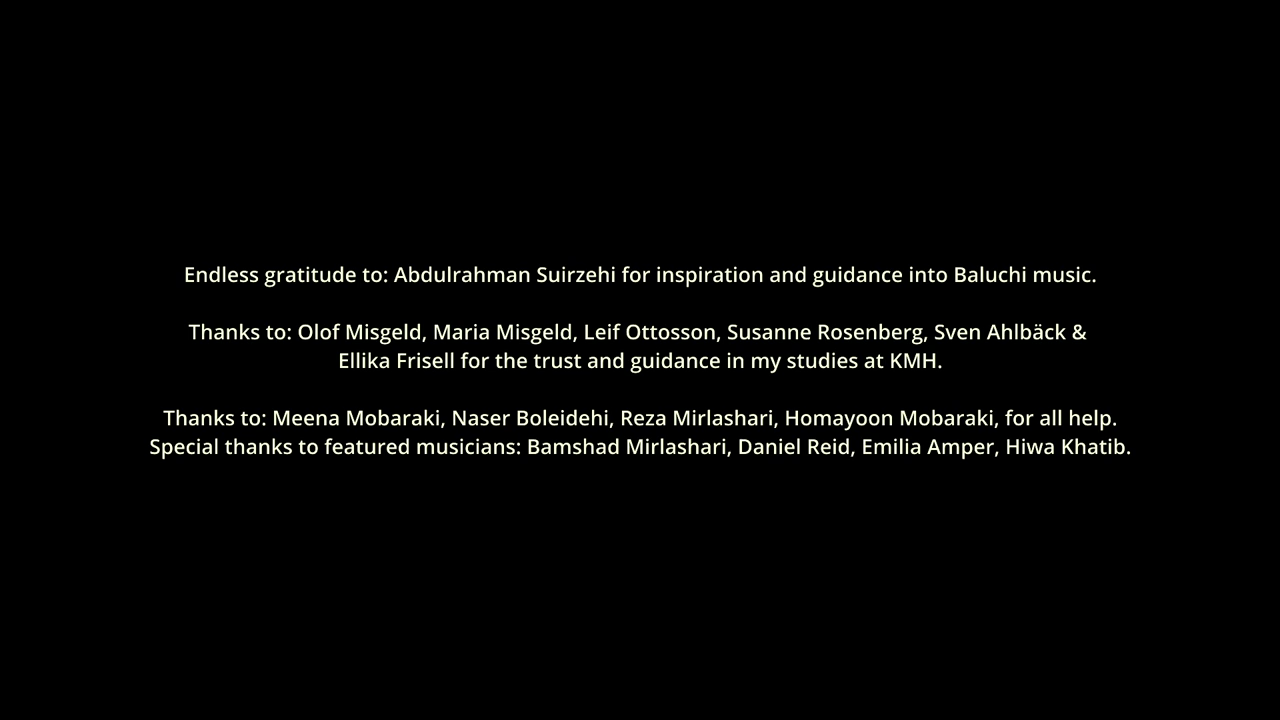 Endless gratitude to: Abdulrahman Suirzehi for inspiration and guidance into Baluchi music.
Thanks to: Olof Misgeld, Maria Misgeld, Leif Ottosson, Susanne Rosenberg, Sven Ahlbäck &
Ellika Frisell for the trust and guidance in my studies at KMH.
Thanks to: Meena Mobaraki, Naser Boleidehi, Reza Mirlashari, Homayoon Mobaraki, for all help.
Special thanks to featured musicians: Bamshad Mirlashari, Daniel Reid, Emilia Amper, Hiwa Khatib.